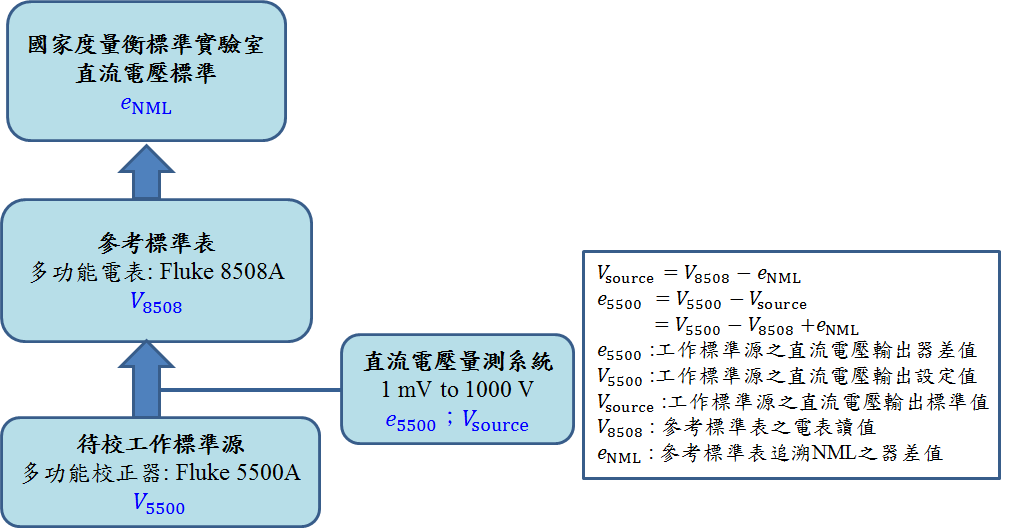 國家度量衡標準實驗室
直流電壓標準
eNML
參考標準表
多功能電表: Fluke 8508A
V8508
直流電壓量測系統
1 mV to 1000 V
e5500；Vsource
待校工作標準源
多功能校正器: Fluke 5500A
V5500
Vsource = V8508 − eNML
e5500 = V5500 − Vsource
= V5500 − V8508 +eNML
e5500 :工作標準源之直流電壓輸出器差值
V5500 :工作標準源之直流電壓輸出設定值
Vsource :工作標準源之直流電壓輸出標準值
V8508 : 參考標準表之電表讀值
eNML : 參考標準表追溯NML之器差值